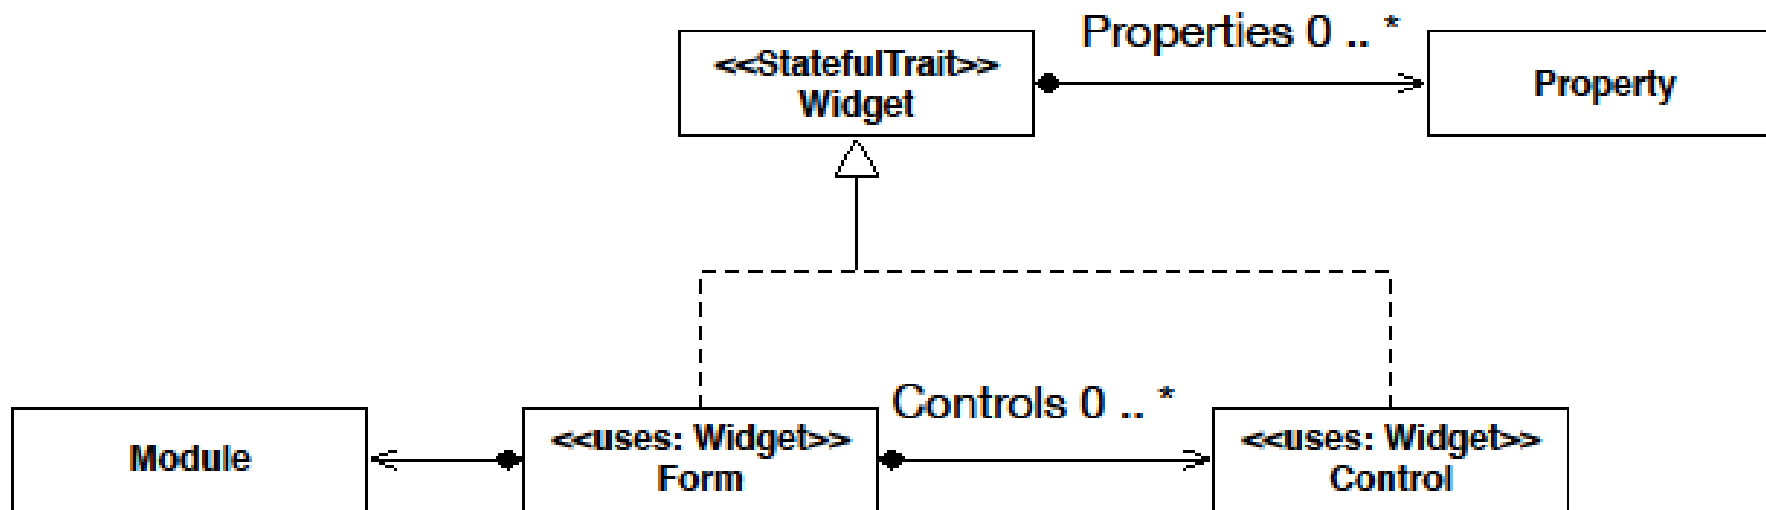 Properties 0 .. *
<<StatefulTrait>>
Widget
Property
Controls 0 .. *
Module
<<uses: Widget>>
Form
<<uses: Widget>>
Control